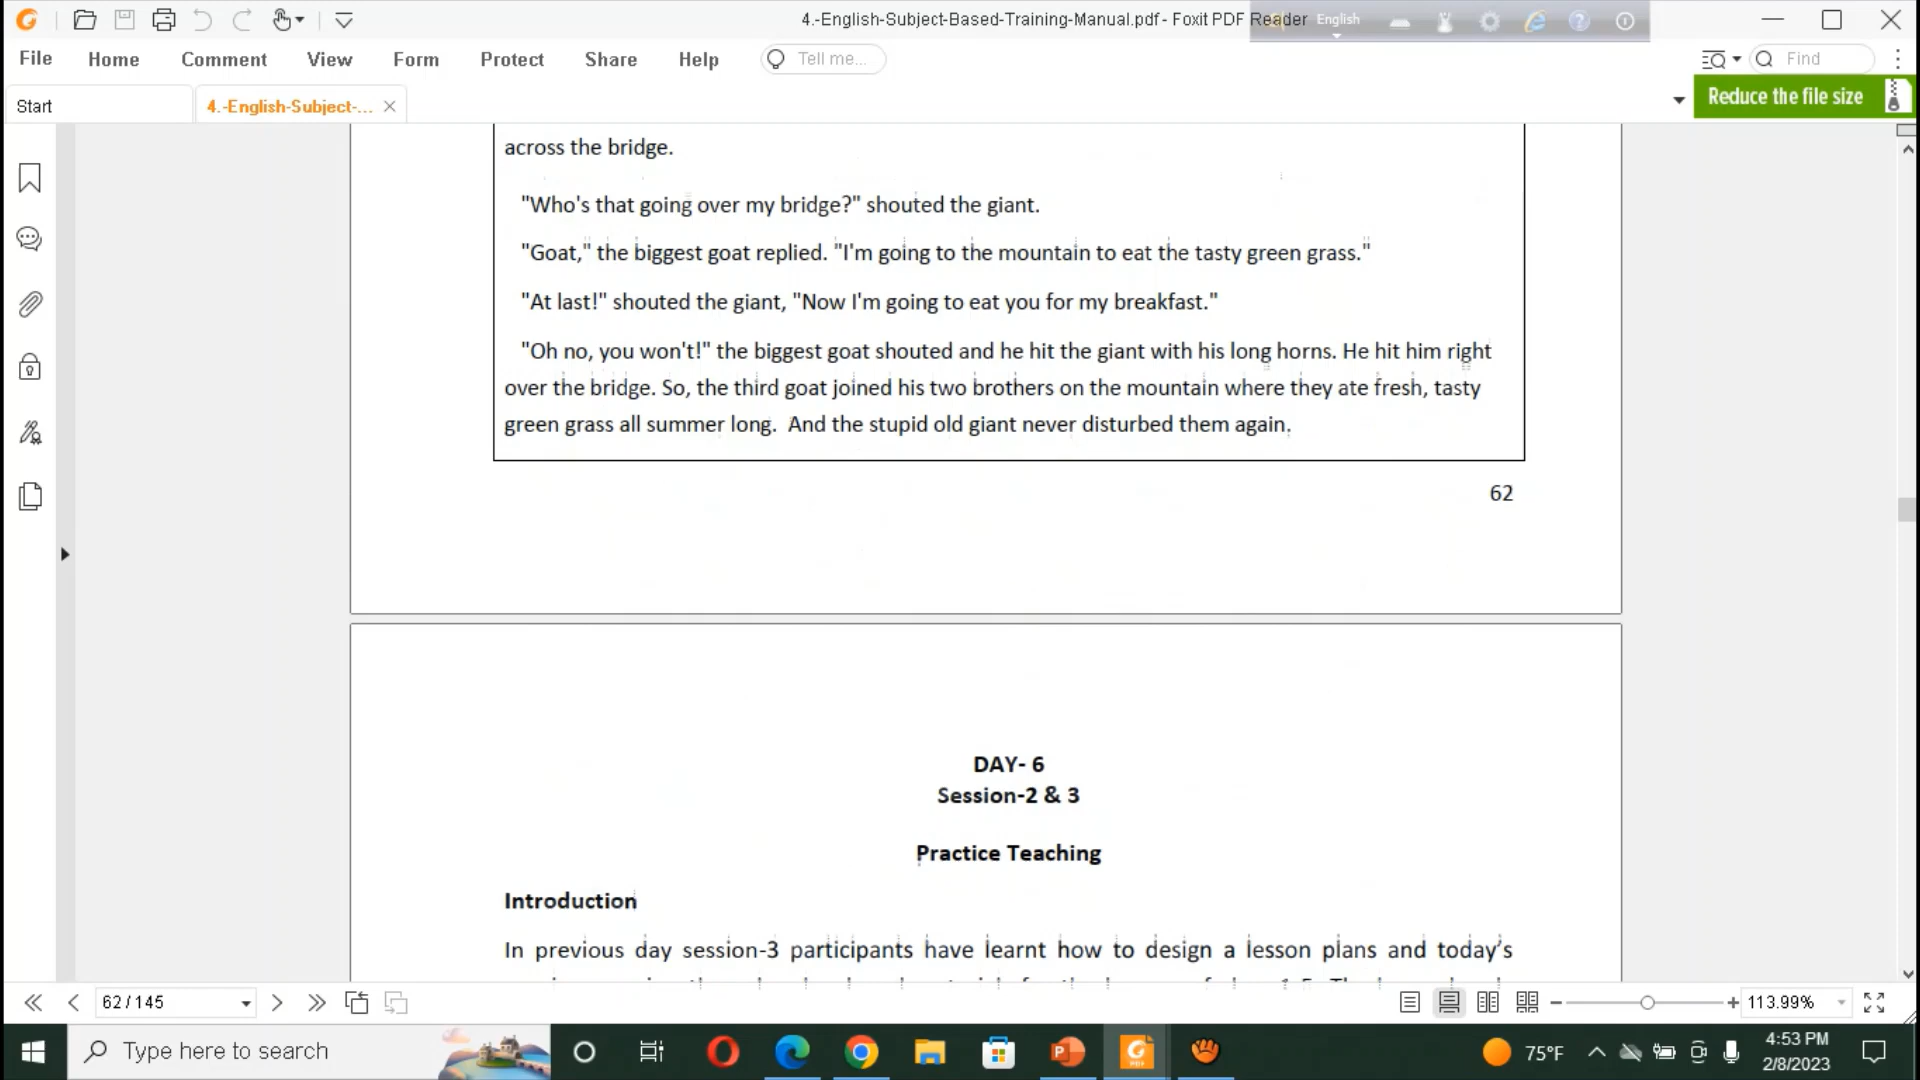 4.-English-Subject-Based-Training-Manual.pdf - Foxit PDF Reader
English
File Home Comment View Form Protect Share Help Tell me... Find
Start 4.-English-Subject-... Reduce the file size
across the bridge.
"Who's that going over my bridge?" shouted the giant.
"Goat," the biggest goat replied. "I'm going to the mountain to eat the tasty green grass."
"At last!" shouted the giant, "Now I'm going to eat you for my breakfast."
"Oh no, you won't!" the biggest goat shouted and he hit the giant with his long horns. He hit him right
over the bridge. So, the third goat joined his two brothers on the mountain where they ate fresh, tasty
green grass all summer long. And the stupid old giant never disturbed them again.
62
DAY- 6
Session-2 & 3
Practice Teaching
Introduction
In previous day session-3 participants have learnt how to design a lesson plans and today's
62 / 145 113.99%
Type here to search 75°F 4:53 PM
2/8/2023